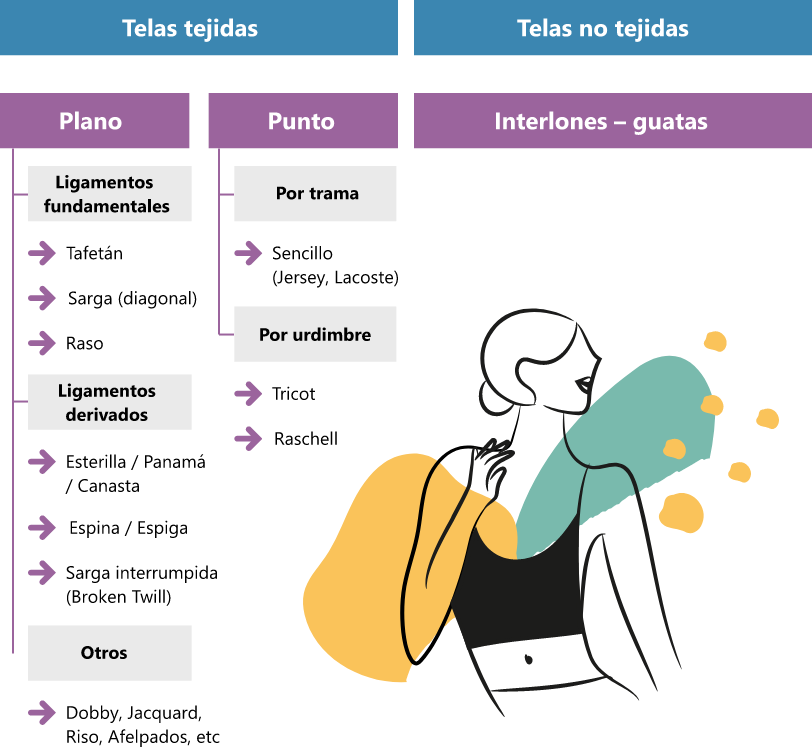 Telas tejidas
Telas no tejidas
Plano
Punto
Interlones – guatas
Ligamentos
fundamentales
Tafetán
Sarga (diagonal)
Raso
Ligamentos
derivados
Esterilla / Panamá
/ Canasta
Espina / Espiga
Sarga interrumpida
(Broken Twill)
Otros
Dobby, Jacquard,
Riso, Afelpados, etc
Por trama
Sencillo
(Jersey, Lacoste)
Por urdimbre
Tricot
Raschell